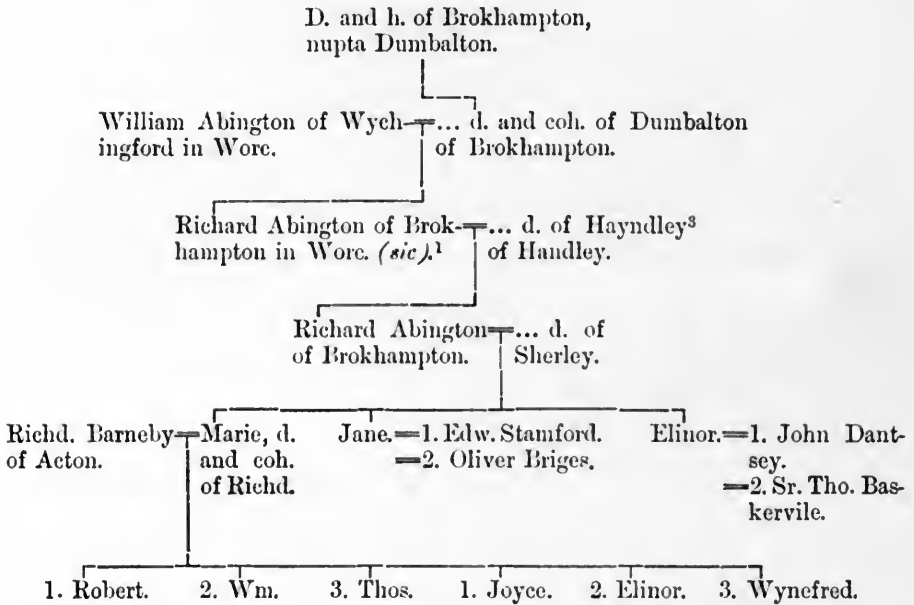 D. and h. of Brokhampton,
nupta Dumbalton.
William Abington of Wych-
ingford in Worc.
... d. and coh. of Dumbalton
of Brokhampton.
Richard Abington of Brok-
hampton in Worc. (sic).¹
... d. of Hayndley³
of Handley.
Richard Abington
of Brokhampton.
... d. of
Sherley.
Richd. Barneby
of Acton.
Marie, d.
and coh.
of Richd.
Jane.
1. Edw. Stamford.
2. Oliver Briges.
Elinor.
1. John Dant-
sey.
2. Sr. Tho. Bas-
kervile.
1. Robert. 2. Wm. 3. Thos. 1. Joyce. 2. Elinor. 3. Wynefred.